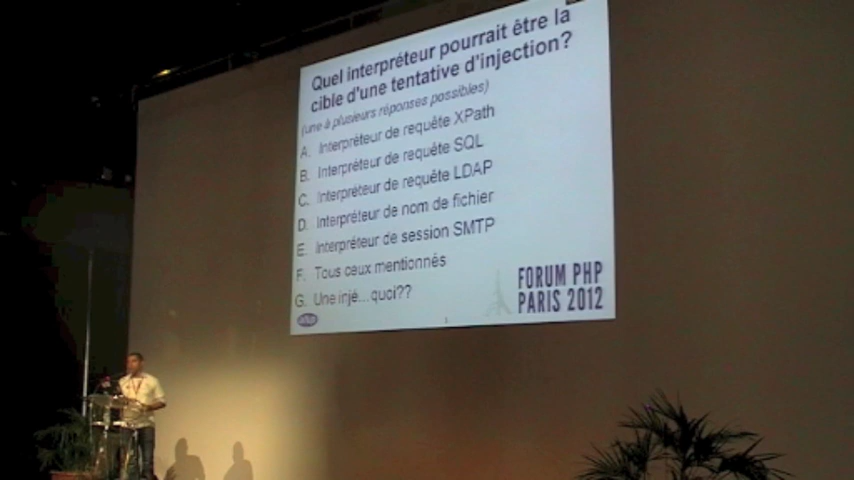 Quel interpréteur pourrait être la
cible d'une tentative d'injection?
(une à plusieurs réponses possibles)
A. Interpréteur de requête XPath
B. Interpréteur de requête SQL
C. Interpréteur de requête LDAP
D. Interpréteur de nom de fichier
E. Interpréteur de session SMTP
F. Tous ceux mentionnés
G. Une injé...quoi??
FORUM PHP
PARIS 2012